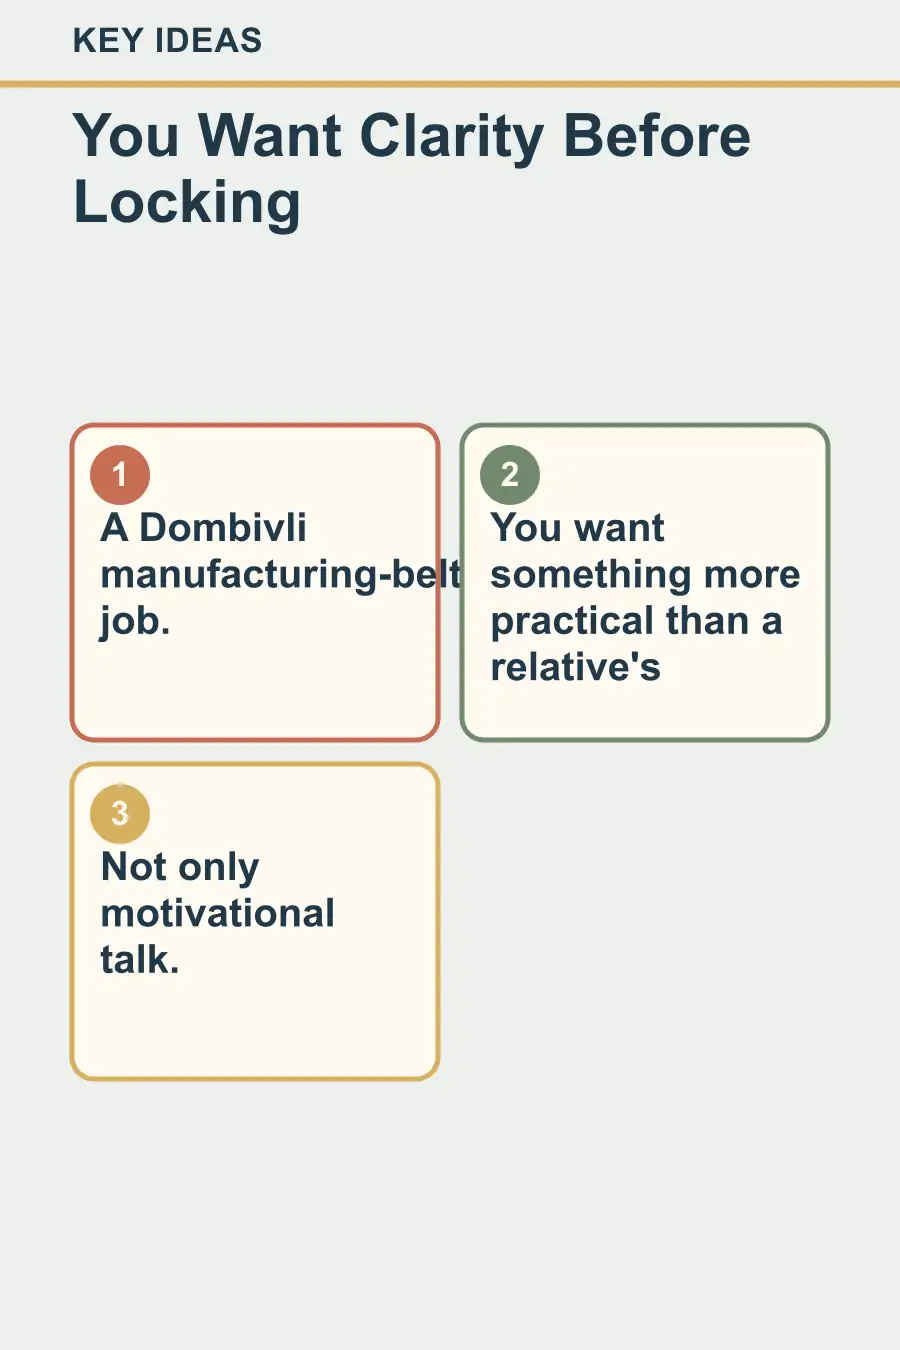 KEY IDEAS
You Want Clarity Before
Locking
1
A Dombivli
manufacturing-belt
job.
2
You want
something more
practical than a
relative's
3
Not only
motivational
talk.